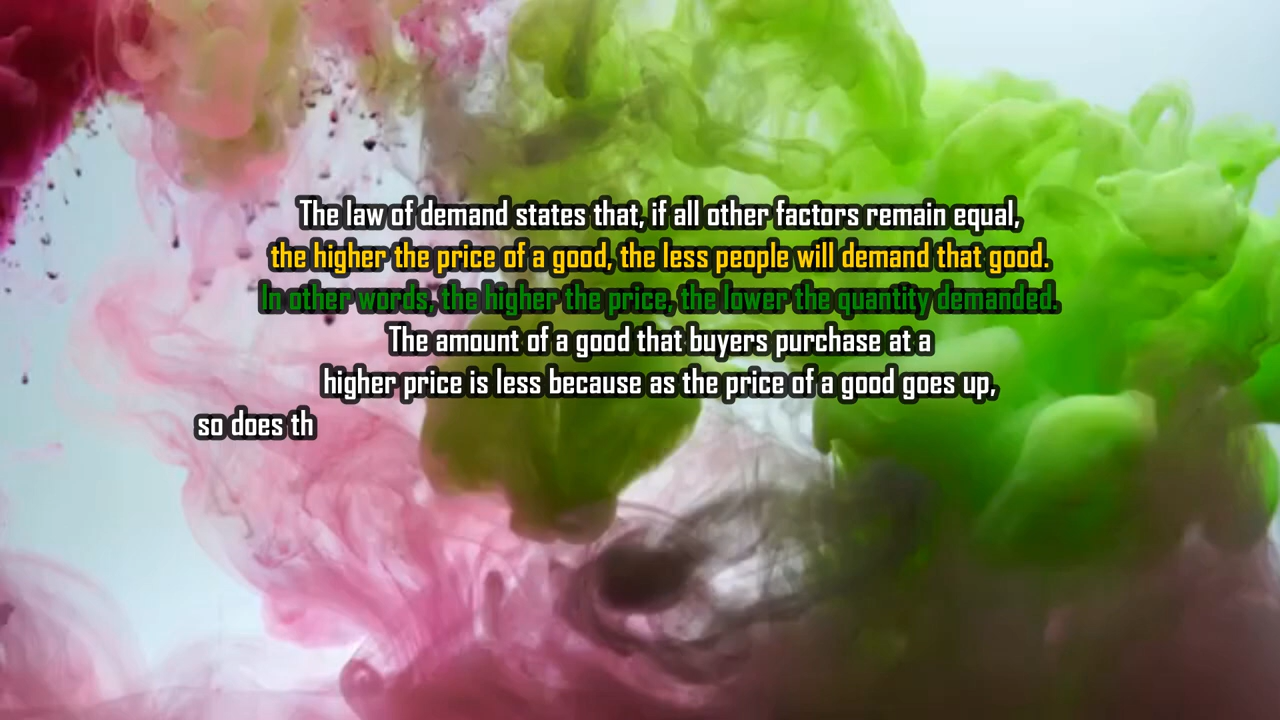 The law of demand states that, if all other factors remain equal,
the higher the price of a good, the less people will demand that good.
In other words, the higher the price, the lower the quantity demanded.
The amount of a good that buyers purchase at a
higher price is less because as the price of a good goes up,
so does th